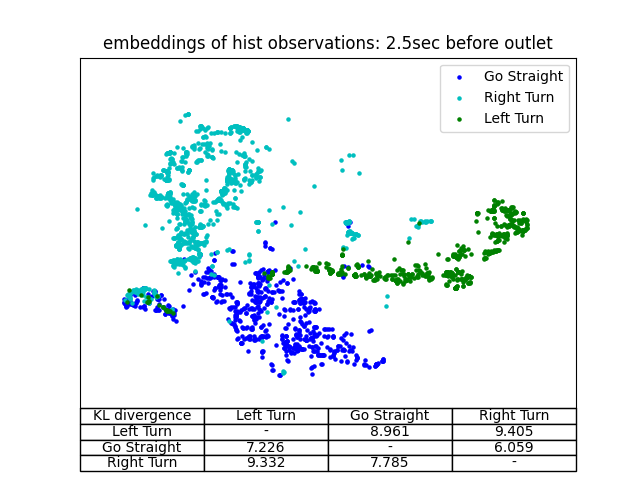 embeddings of hist observations: 2.5sec before outlet
Go Straight
Right Turn
Left Turn
KL divergence Left Turn Go Straight Right Turn
Left Turn - 8.961 9.405
Go Straight 7.226 - 6.059
Right Turn 9.332 7.785 -